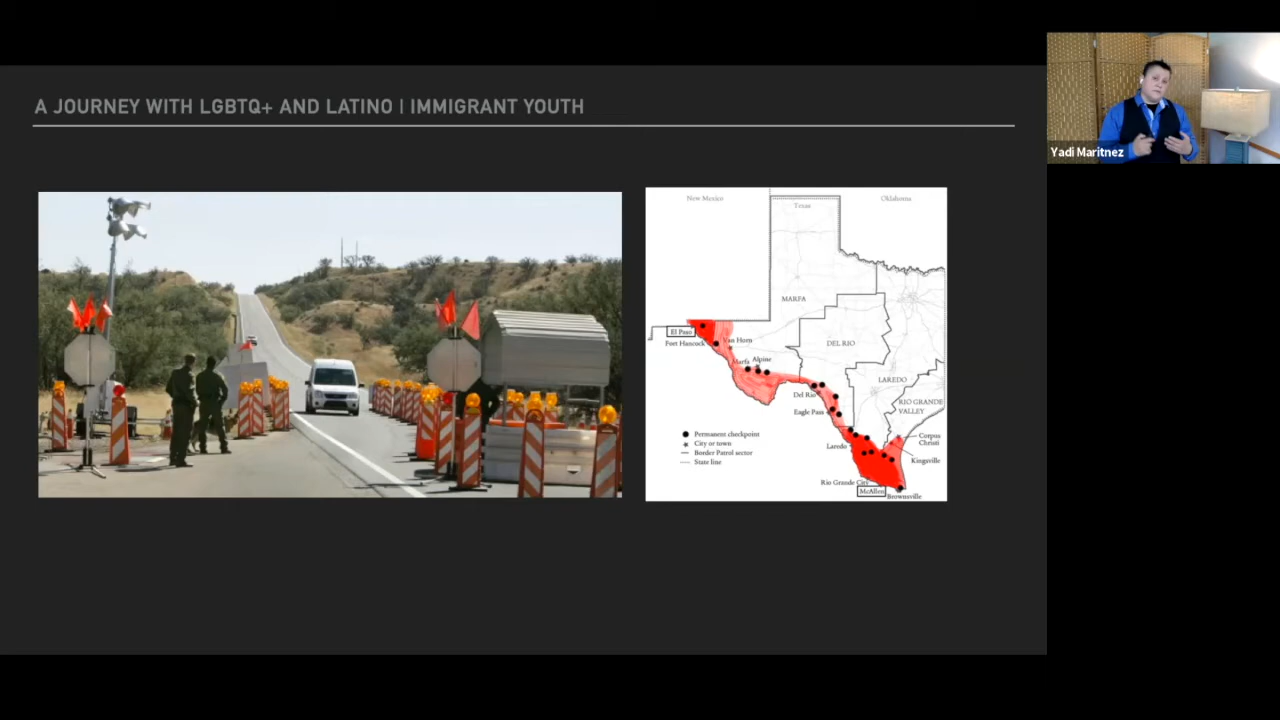 A JOURNEY WITH LGBTQ+ AND LATINO | IMMIGRANT YOUTH
Yadi Maritnez
New Mexico
Texas
Oklahoma
MARFA
El Paso
Fort Hancock
Van Horn
Marfa
Alpine
DEL RIO
Del Rio
Eagle Pass
LAREDO
RIO GRANDE
VALLEY
Corpus
Christi
Laredo
Kingsville
Rio Grande City
McAllen
Brownsville
Permanent checkpoint
City or town
Border Patrol sector
State line